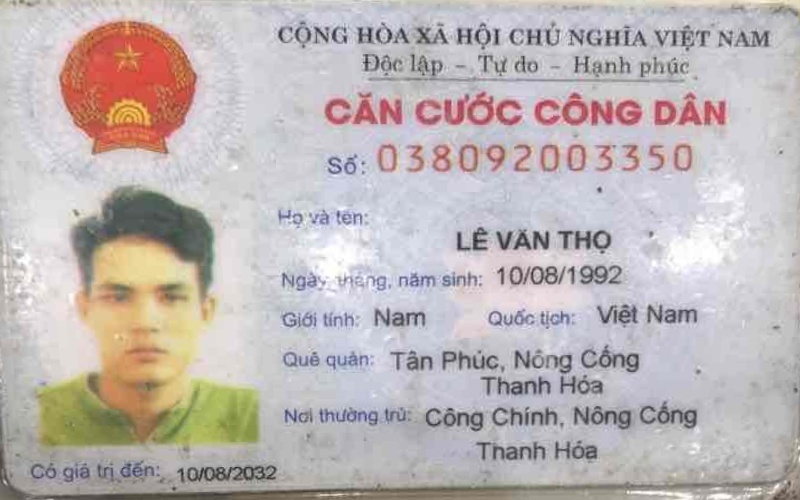 CỘNG HÒA XÃ HỘI CHỦ NGHĨA VIỆT NAM
Độc lập - Tự do - Hạnh phúc
CĂN CƯỚC CÔNG DÂN
Số: 038092003350
Họ và tên:
LÊ VĂN THỌ
Ngày, tháng, năm sinh: 10/08/1992
Giới tính: Nam Quốc tịch: Việt Nam
Quê quán: Tân Phúc, Nông Cống
Thanh Hóa
Nơi thường trú: Công Chính, Nông Cống
Thanh Hóa
Có giá trị đến: 10/08/2032